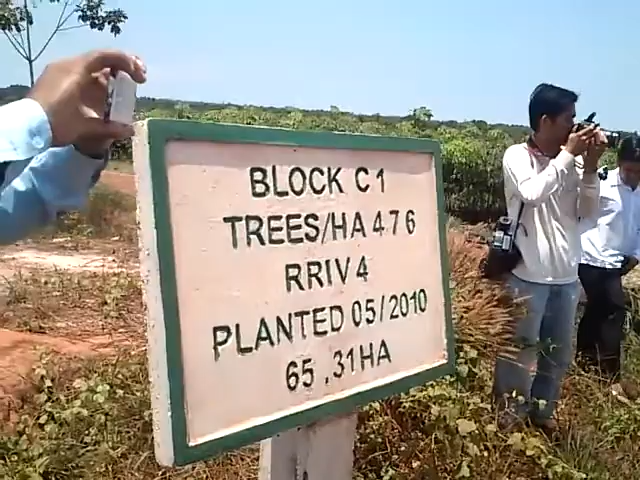 BLOCK C1
TREES/HA 476
RRIV4
PLANTED 05/2010
65.31HA